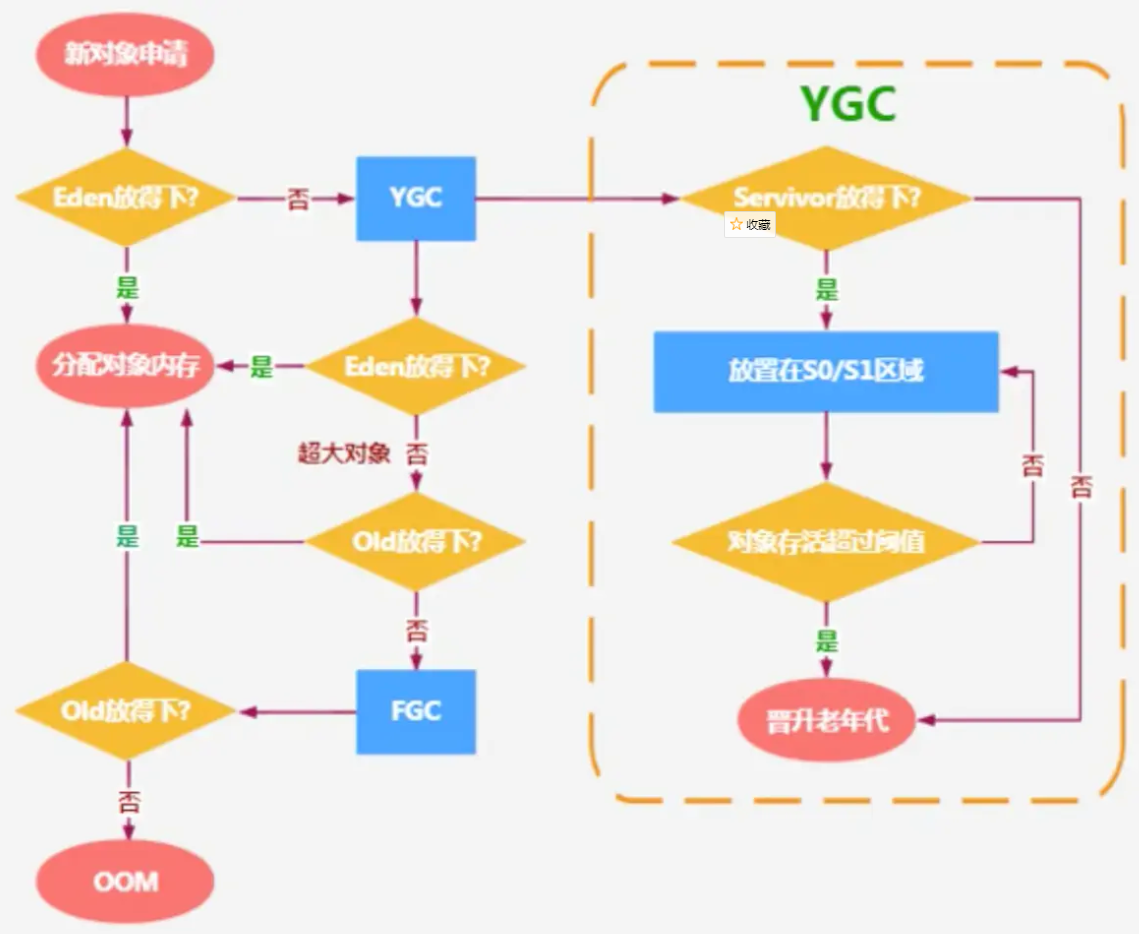 新对象申请
YGC
Eden放得下?
否
YGC
Servivor放得下?
☆ 收藏
是
是
分配对象内存
是
Eden放得下?
放置在S0/S1区域
超大对象
否
否
否
是
是
Old放得下?
对象存活超过阈值
否
是
Old放得下?
FGC
晋升老年代
否
OOM